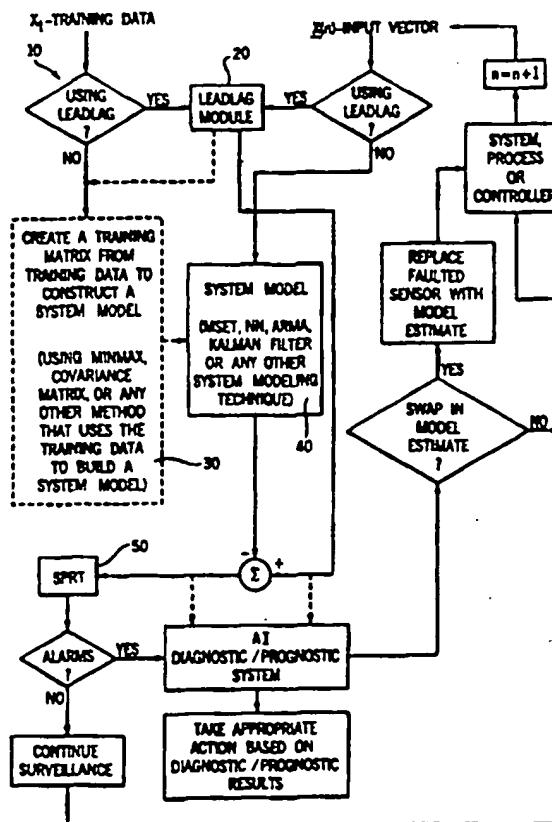 X₁-TRAINING DATA
-INPUT VECTOR
10
20
USING
LEADLAG
?
YES
LEADLAG
MODULE
YES
USING
LEADLAG
?
n=n+1
NO
NO
SYSTEM,
PROCESS
OR
CONTROLLER
CREATE A TRAINING
MATRIX FROM
TRAINING DATA TO
CONSTRUCT A
SYSTEM MODEL
(USING MINMAX,
COVARIANCE
MATRIX, OR ANY
OTHER METHOD
THAT USES THE
TRAINING DATA
TO BUILD A
SYSTEM MODEL)
30
SYSTEM MODEL
(MSET, NN, ARMA,
KALMAN FILTER
OR ANY OTHER
SYSTEM MODELING
TECHNIQUE)
40
REPLACE
FAULTED
SENSOR WITH
MODEL
ESTIMATE
YES
SWAP IN
MODEL
ESTIMATE
?
NO
50
SPRT
- Σ +
ALARMS
?
YES
NO
AI
DIAGNOSTIC/PROGNOSTIC
SYSTEM
CONTINUE
SURVEILLANCE
TAKE APPROPRIATE
ACTION BASED ON
DIAGNOSTIC/PROGNOSTIC
RESULTS